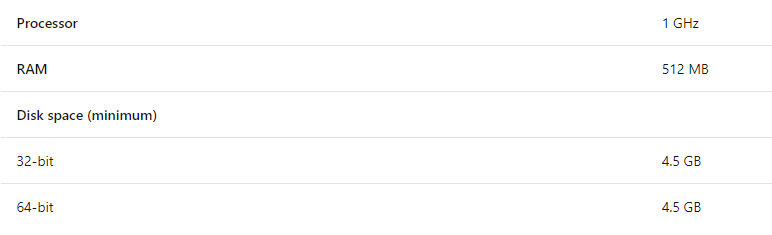 Processor 1 GHz
RAM 512 MB
Disk space (minimum)
32-bit 4.5 GB
64-bit 4.5 GB